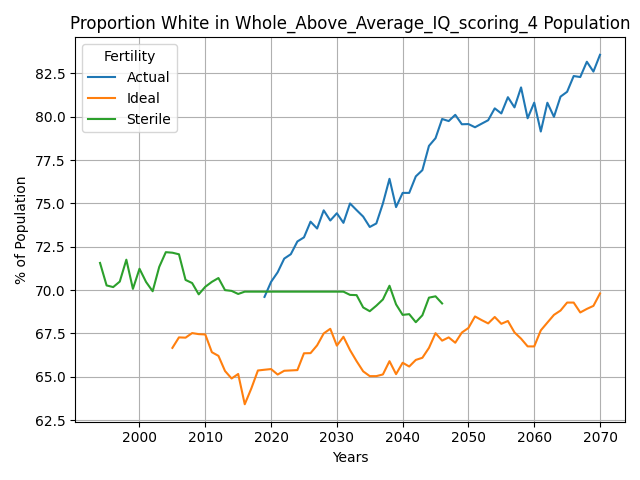 Proportion White in Whole_Above_Average_IQ_scoring_4 Population
Fertility
Actual
Ideal
Sterile
% of Population
82.5
80.0
77.5
75.0
72.5
70.0
67.5
65.0
62.5
2000 2010 2020 2030 2040 2050 2060 2070
Years